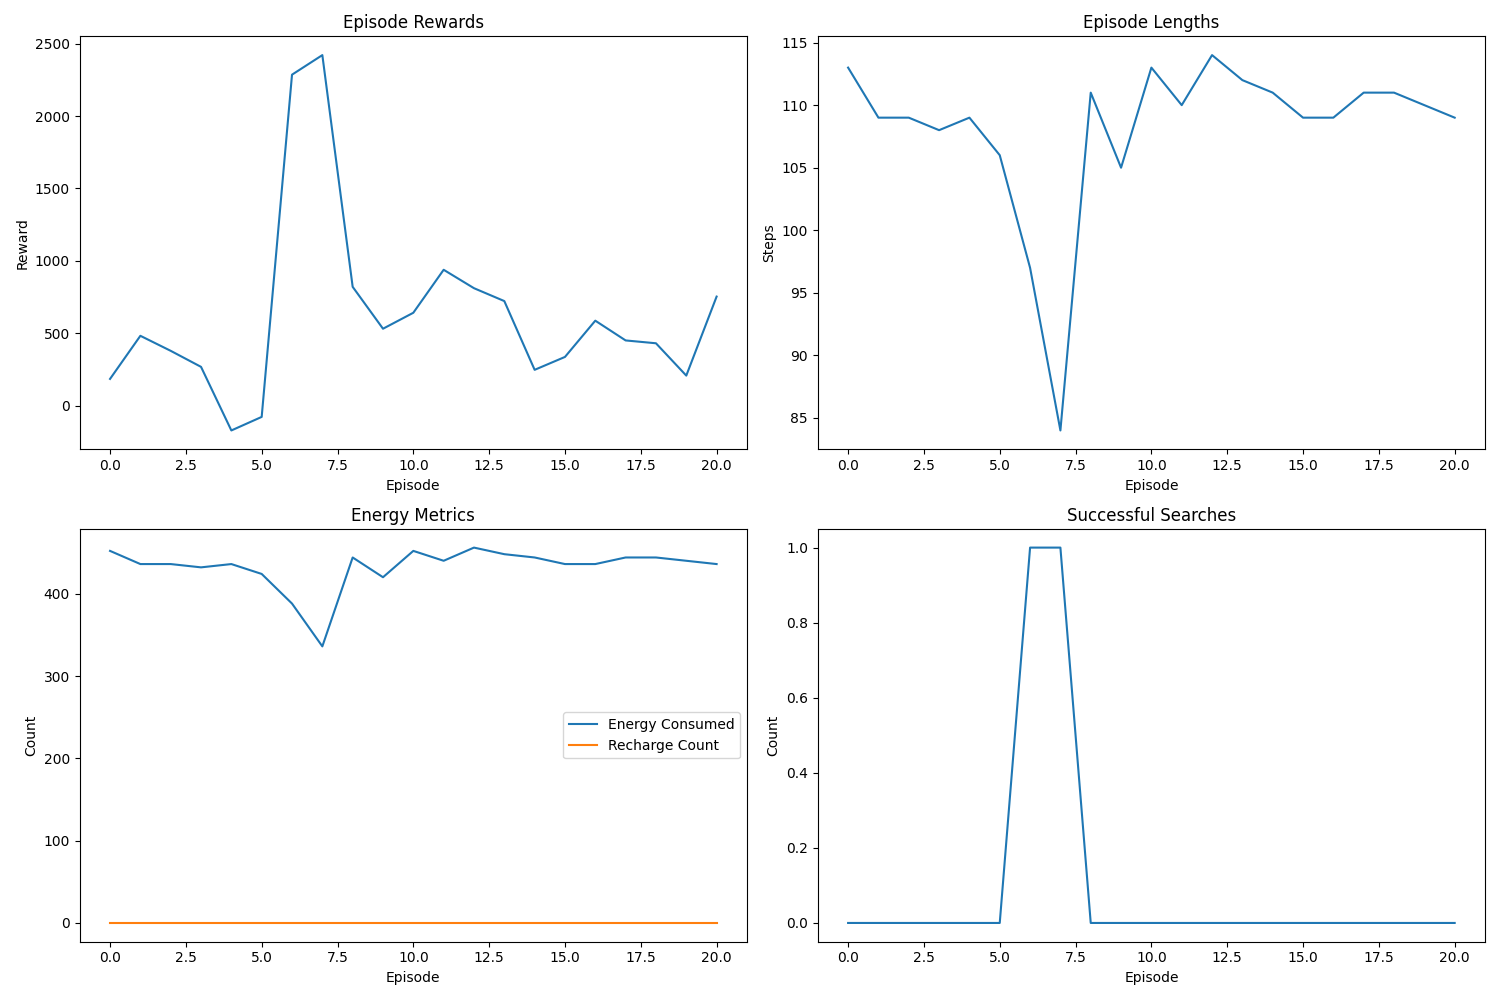 Episode Rewards
Reward
2500
2000
1500
1000
500
0
0.0 2.5 5.0 7.5 10.0 12.5 15.0 17.5 20.0
Episode
Episode Lengths
Steps
115
110
105
100
95
90
85
0.0 2.5 5.0 7.5 10.0 12.5 15.0 17.5 20.0
Episode
Energy Metrics
Count
400
300
200
100
0
Energy Consumed
Recharge Count
0.0 2.5 5.0 7.5 10.0 12.5 15.0 17.5 20.0
Episode
Successful Searches
Count
1.0
0.8
0.6
0.4
0.2
0.0
0.0 2.5 5.0 7.5 10.0 12.5 15.0 17.5 20.0
Episode